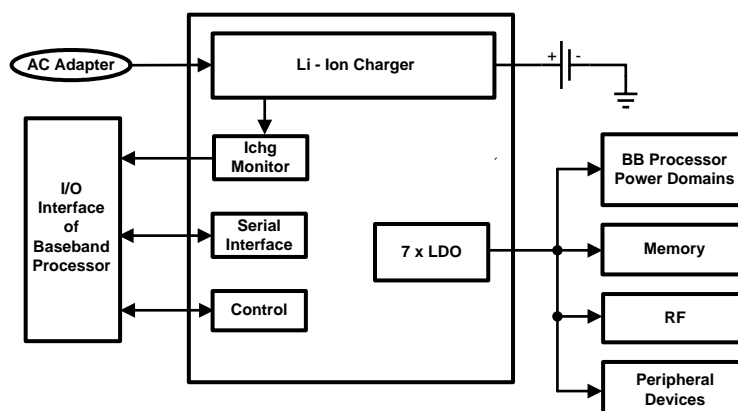 AC Adapter
Li - Ion Charger
+
-
Ichg
Monitor
I/O
Interface
of
Baseband
Processor
Serial
Interface
Control
7 x LDO
BB Processor
Power Domains
Memory
RF
Peripheral
Devices